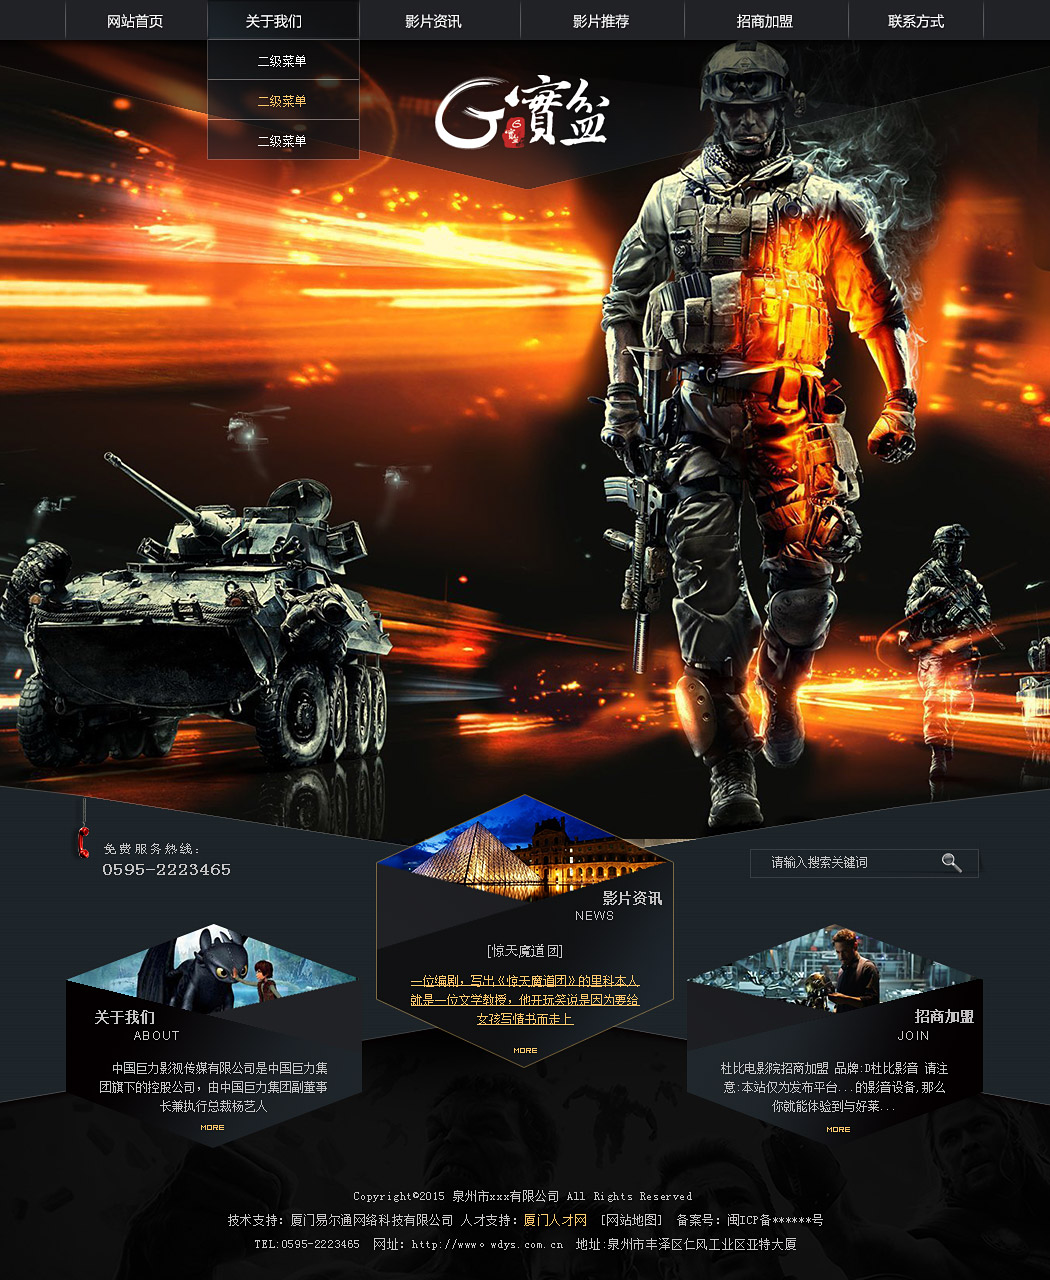 网站首页 关于我们 影片资讯 影片推荐 招商加盟 联系方式
二级菜单
二级菜单
二级菜单
G寶盆
免费服务热线:
0595-2223465
请输入搜索关键词
影片资讯
NEWS
[惊天魔道团]
一位编剧，写出《惊天魔道团》的里科本人
就是一位文学教授，他开玩笑说是因为要给
女孩写情书而走上
MORE
关于我们
ABOUT
中国巨力影视传媒有限公司是中国巨力集
团旗下的控股公司，由中国巨力集团副董事
长兼执行总裁杨艺人
MORE
招商加盟
JOIN
杜比电影院招商加盟 品牌:D杜比影音 请注
意:本站仅为发布平台...的影音设备,那么
你就能体验到与好莱...
MORE
Copyright©2015 泉州市xxx有限公司 All Rights Reserved
技术支持：厦门易尔通网络科技有限公司 人才支持：厦门人才网 [网站地图] 备案号：闽ICP备******号
TEL:0595-2223465 网址：http://www。wdys.com.cn 地址:泉州市丰泽区仁风工业区亚特大厦